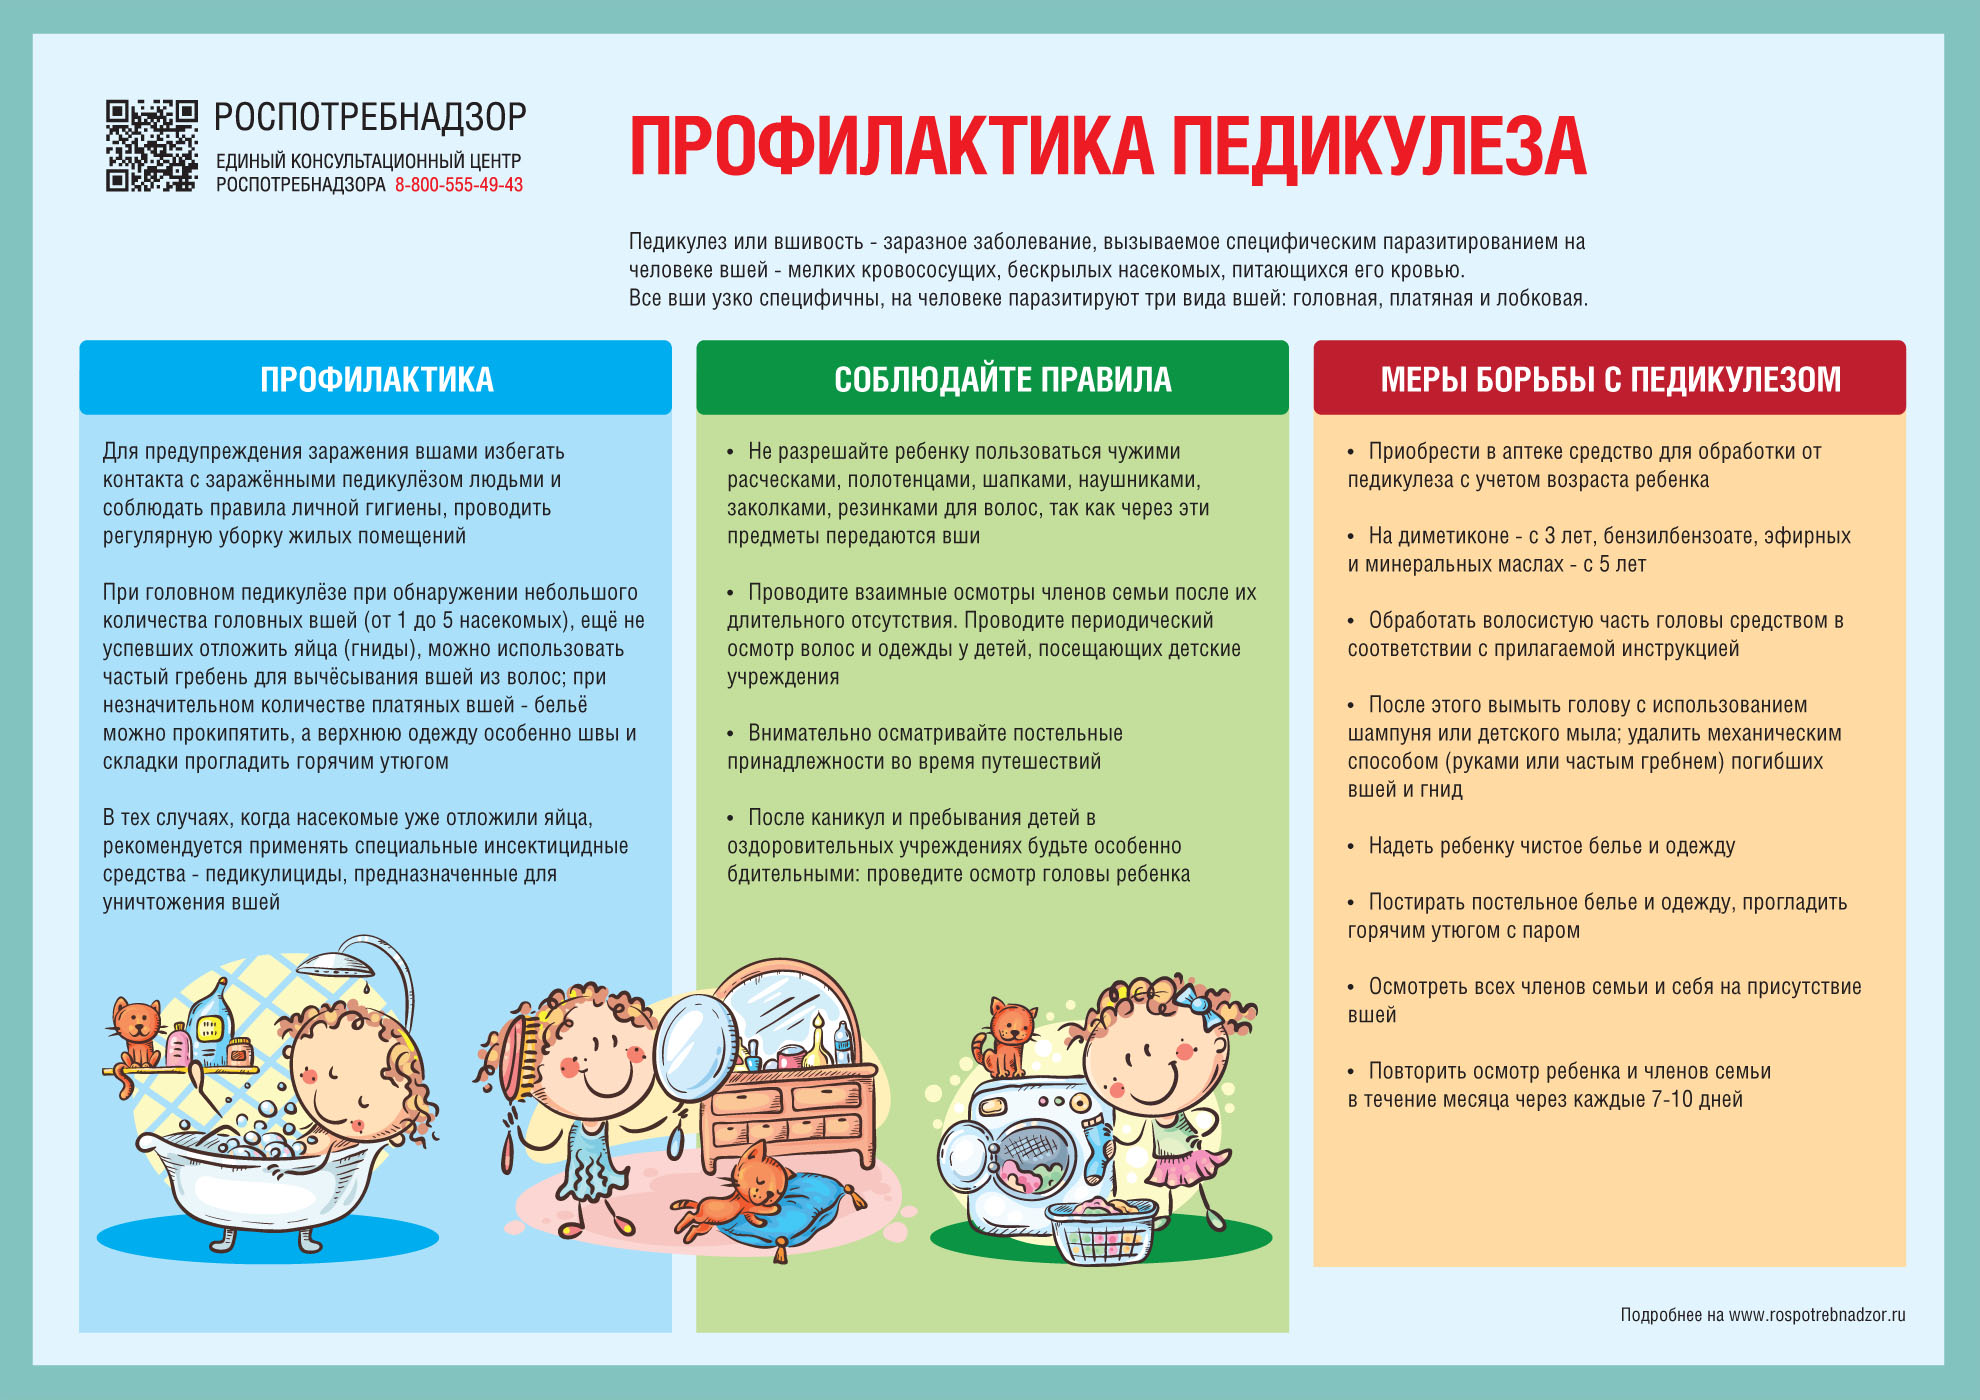 РОСПОТРЕБНАДЗОР
ЕДИНЫЙ КОНСУЛЬТАЦИОННЫЙ ЦЕНТР
РОСПОТРЕБНАДЗОРА 8-800-555-49-43
ПРОФИЛАКТИКА ПЕДИКУЛЕЗА
Педикулез или вшивость - заразное заболевание, вызываемое специфическим паразитированием на
человеке вшей - мелких кровососущих, бескрылых насекомых, питающихся его кровью.
Все вши узко специфичны, на человеке паразитируют три вида вшей: головная, платяная и лобковая.
ПРОФИЛАКТИКА
Для предупреждения заражения вшами избегать
контакта с заражёнными педикулёзом людьми и
соблюдать правила личной гигиены, проводить
регулярную уборку жилых помещений
При головном педикулёзе при обнаружении небольшого
количества головных вшей (от 1 до 5 насекомых), ещё не
успевших отложить яйца (гниды), можно использовать
частый гребень для вычёсывания вшей из волос; при
незначительном количестве платяных вшей - бельё
можно прокипятить, а верхнюю одежду особенно швы и
складки прогладить горячим утюгом
В тех случаях, когда насекомые уже отложили яйца,
рекомендуется применять специальные инсектицидные
средства - педикулициды, предназначенные для
уничтожения вшей
СОБЛЮДАЙТЕ ПРАВИЛА
• Не разрешайте ребенку пользоваться чужими
расческами, полотенцами, шапками, наушниками,
заколками, резинками для волос, так как через эти
предметы передаются вши
• Проводите взаимные осмотры членов семьи после их
длительного отсутствия. Проводите периодический
осмотр волос и одежды у детей, посещающих детские
учреждения
• Внимательно осматривайте постельные
принадлежности во время путешествий
• После каникул и пребывания детей в
оздоровительных учреждениях будьте особенно
бдительными: проведите осмотр головы ребенка
МЕРЫ БОРЬБЫ С ПЕДИКУЛЕЗОМ
• Приобрести в аптеке средство для обработки от
педикулеза с учетом возраста ребенка
• На диметиконе - с 3 лет, бензилбензоате, эфирных
и минеральных маслах - с 5 лет
• Обработать волосистую часть головы средством в
соответствии с прилагаемой инструкцией
• После этого вымыть голову с использованием
шампуня или детского мыла; удалить механическим
способом (руками или частым гребнем) погибших
вшей и гнид
• Надеть ребенку чистое белье и одежду
• Постирать постельное белье и одежду, прогладить
горячим утюгом с паром
• Осмотреть всех членов семьи и себя на присутствие
вшей
• Повторить осмотр ребенка и членов семьи
в течение месяца через каждые 7-10 дней
Подробнее на www.rospotrebnadzor.ru